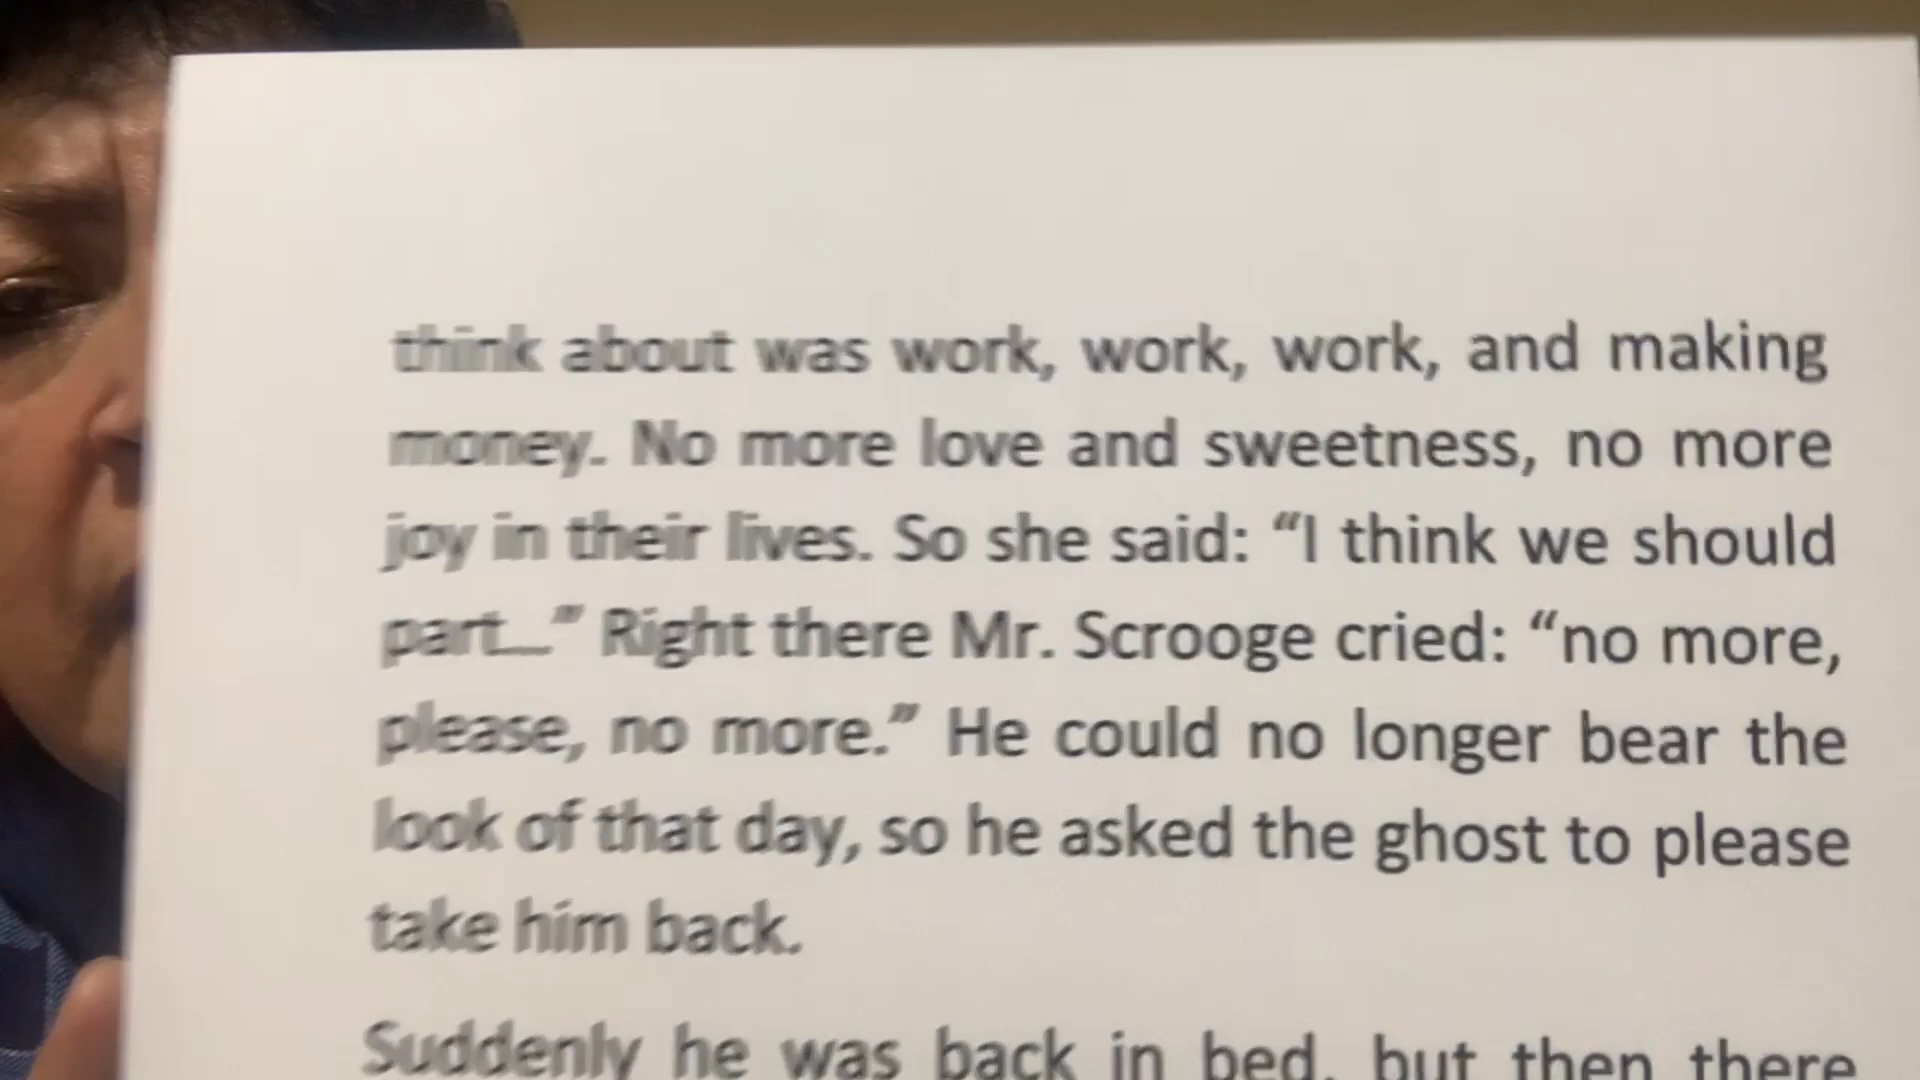 think about was work, work, work, and making
money. No more love and sweetness, no more
joy in their lives. So she said: “I think we should
part...” Right there Mr. Scrooge cried: “no more,
please, no more.” He could no longer bear the
look of that day, so he asked the ghost to please
take him back.
Suddenly he was back in bed, but then there